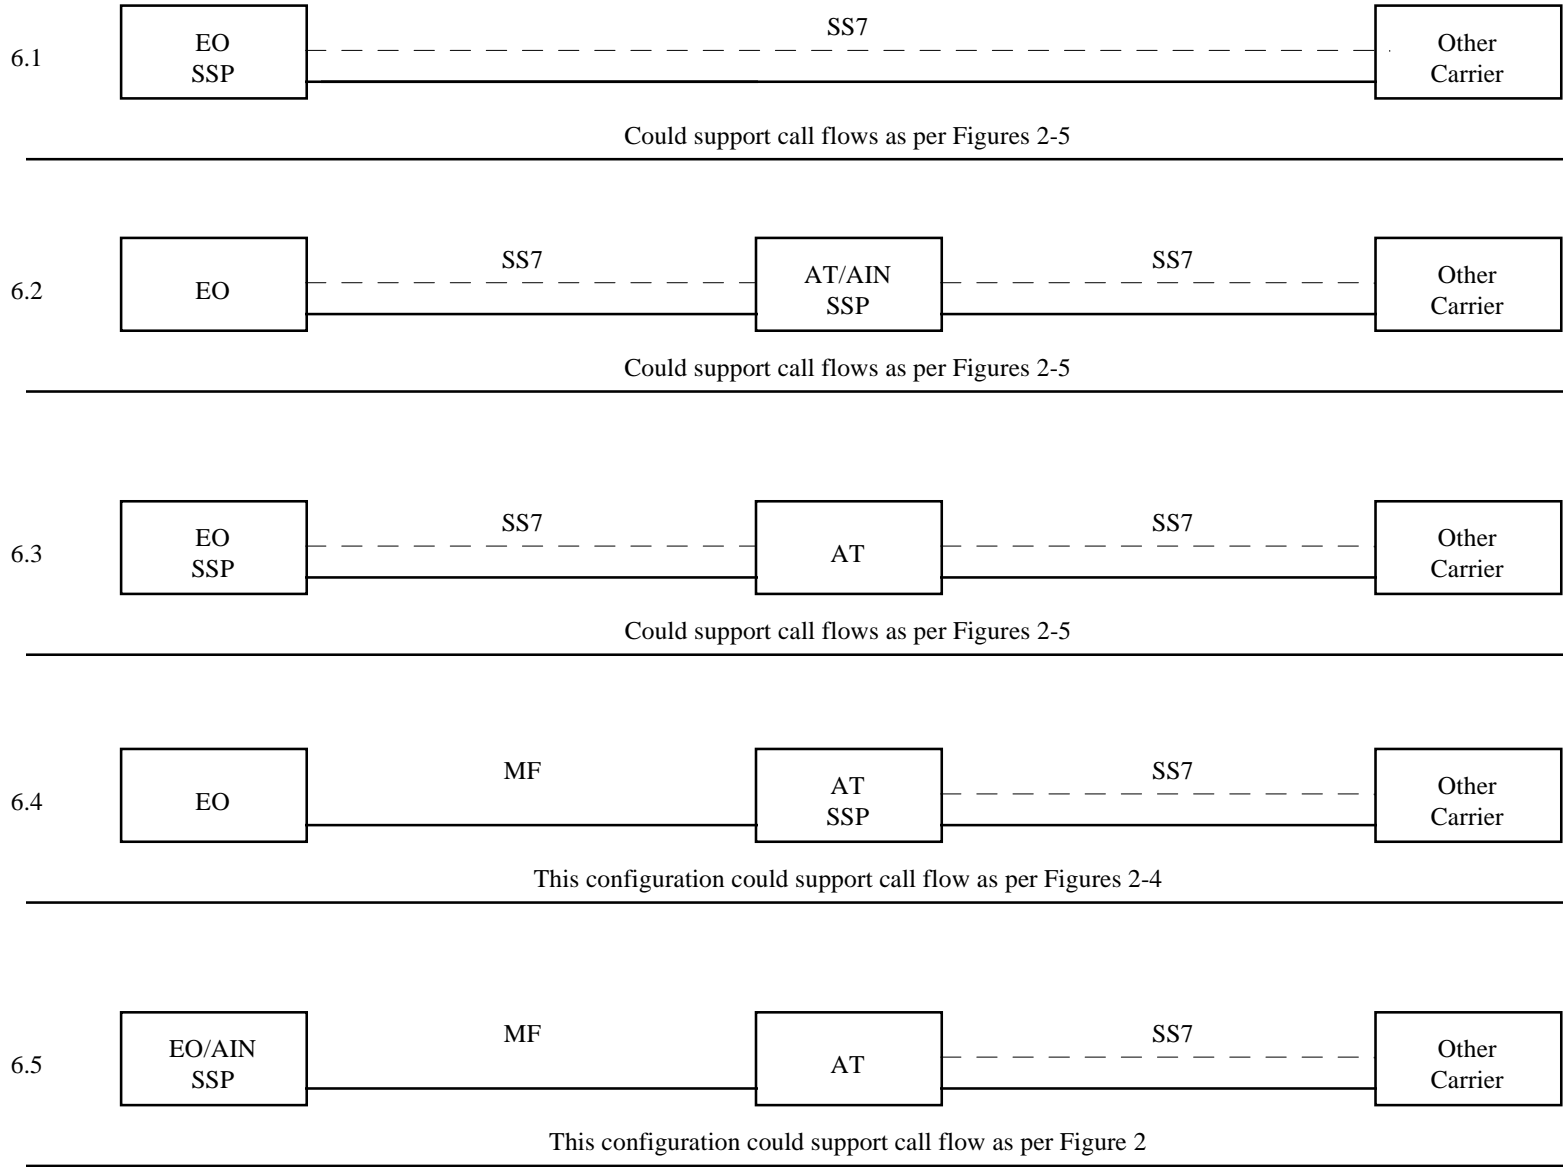 SS7
6.1
EO
SSP
Other
Carrier
Could support call flows as per Figures 2-5
SS7
SS7
6.2
EO
AT/AIN
SSP
Other
Carrier
Could support call flows as per Figures 2-5
SS7
SS7
6.3
EO
SSP
AT
Other
Carrier
Could support call flows as per Figures 2-5
MF
SS7
6.4
EO
AT
SSP
Other
Carrier
This configuration could support call flow as per Figures 2-4
MF
SS7
6.5
EO/AIN
SSP
AT
Other
Carrier
This configuration could support call flow as per Figure 2